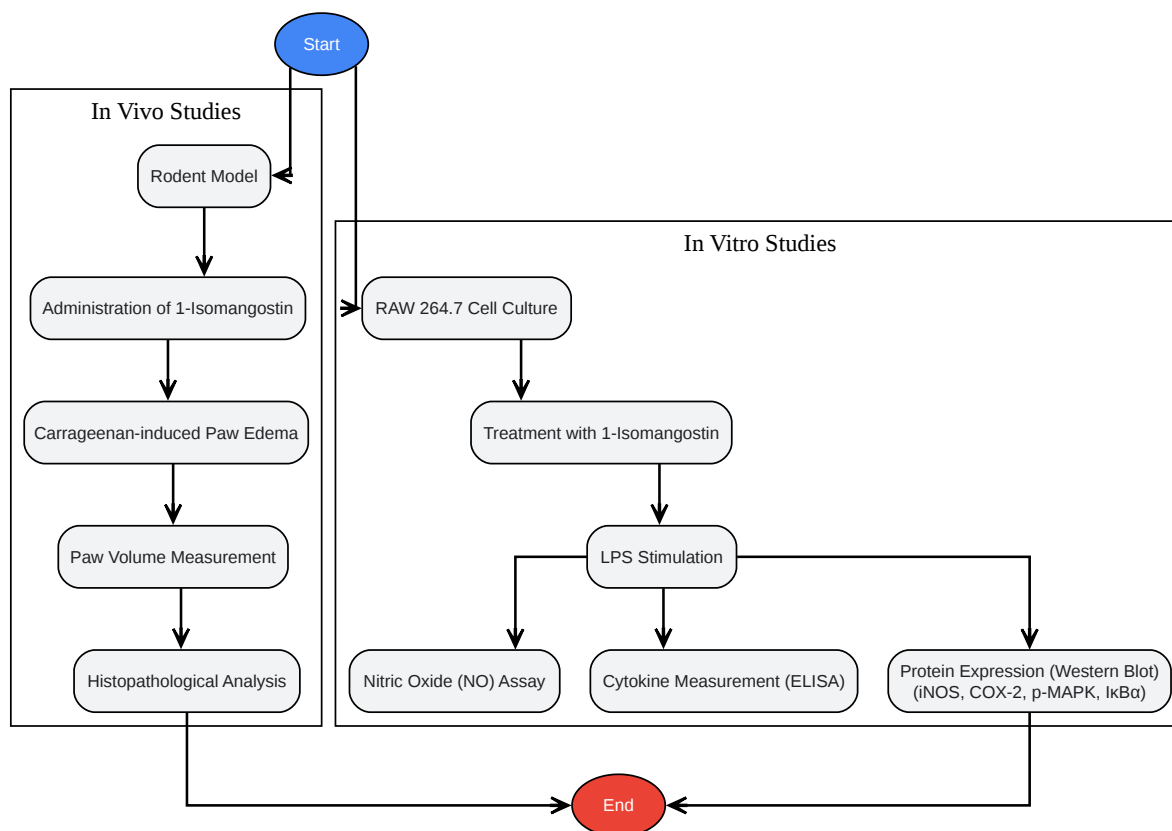 Start
In Vivo Studies
Rodent Model
Administration of 1-Isomangostin
Carrageenan-induced Paw Edema
Paw Volume Measurement
Histopathological Analysis
In Vitro Studies
RAW 264.7 Cell Culture
Treatment with 1-Isomangostin
LPS Stimulation
Nitric Oxide (NO) Assay
Cytokine Measurement (ELISA)
Protein Expression (Western Blot)
(iNOS, COX-2, p-MAPK, IκBα)
End